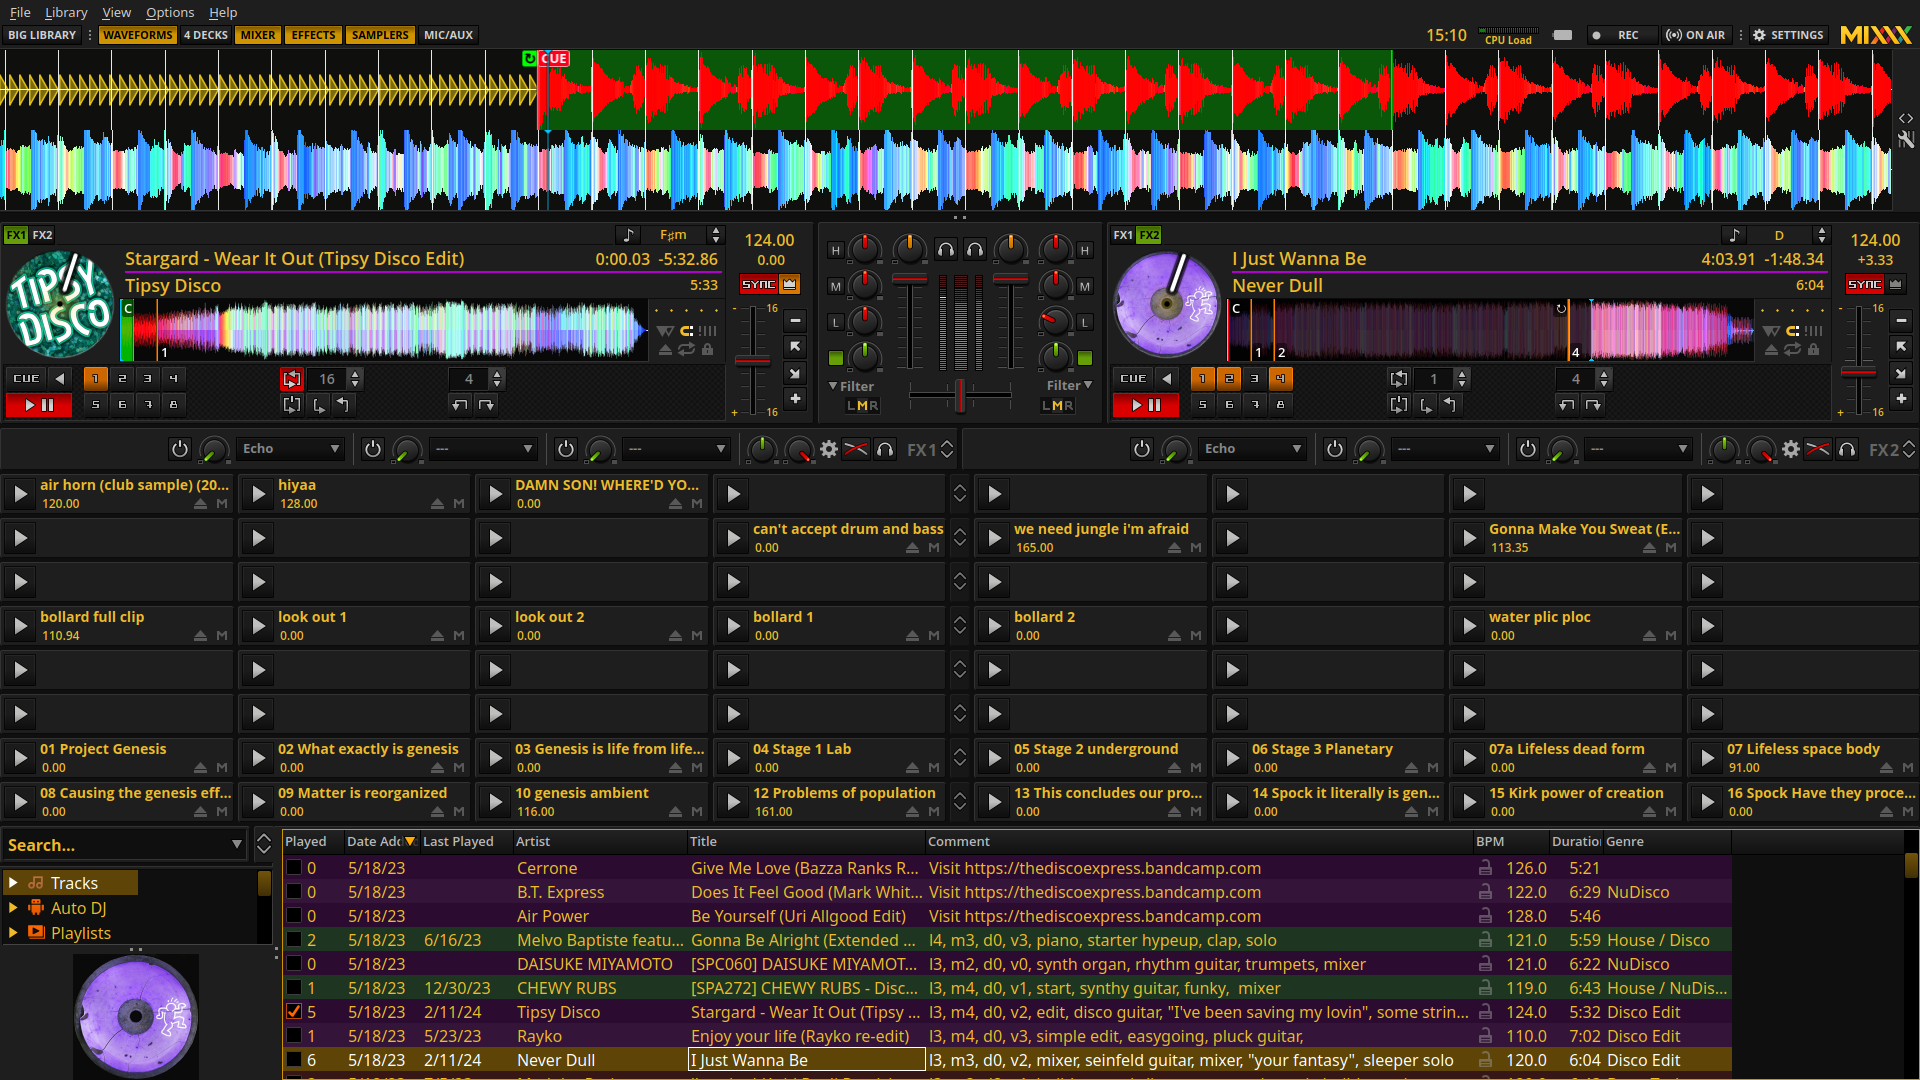 File Library View Options Help
BIG LIBRARY WAVEFORMS 4 DECKS MIXER EFFECTS SAMPLERS MIC/AUX 15:10 CPU Load REC ON AIR SETTINGS MIXXX
CUE
FX1 FX2 F♯m 124.00 0.00
Stargard - Wear It Out (Tipsy Disco Edit) 0:00.03 -5:32.86
Tipsy Disco 5:33
TIPSY DISCO
SYNC
C 1
16
16
CUE 1 2 3 4 16 4
5 6 7 8
H H
M M
L L
Filter Filter
LMR LMR
FX1 FX2 D 124.00 +3.33
I Just Wanna Be 4:03.91 -1:48.34
Never Dull 6:04
SYNC
C 1 2 4
16
16
CUE 1 2 3 4 1 4
5 6 7 8
Echo --- --- FX1 Echo --- --- FX2
air horn (club sample) (20... hiyaa DAMN SON! WHERE'D YO...
120.00 M 128.00 M 0.00 M
can't accept drum and bass we need jungle i'm afraid Gonna Make You Sweat (E...
0.00 M 165.00 M 113.35 M
bollard full clip look out 1 look out 2 bollard 1 bollard 2 water plic ploc
110.94 M 0.00 M 0.00 M 0.00 M 0.00 M 0.00 M
01 Project Genesis 02 What exactly is genesis 03 Genesis is life from life... 04 Stage 1 Lab 05 Stage 2 underground 06 Stage 3 Planetary 07a Lifeless dead form 07 Lifeless space body
0.00 M 0.00 M 0.00 M 0.00 M 0.00 M 0.00 M 0.00 M 91.00 M
08 Causing the genesis eff... 09 Matter is reorganized 10 genesis ambient 12 Problems of population 13 This concludes our pro... 14 Spock it literally is gen... 15 Kirk power of creation 16 Spock Have they proce...
0.00 M 0.00 M 116.00 M 161.00 M 0.00 M 0.00 M 0.00 M 0.00 M
Search...
Tracks
Auto DJ
Playlists
Played Date Adc Last Played Artist Title Comment BPM Duratio Genre
0 5/18/23 Cerrone Give Me Love (Bazza Ranks R... Visit https://thediscoexpress.bandcamp.com 126.0 5:21
0 5/18/23 B.T. Express Does It Feel Good (Mark Whit... Visit https://thediscoexpress.bandcamp.com 122.0 6:29 NuDisco
0 5/18/23 Air Power Be Yourself (Uri Allgood Edit) Visit https://thediscoexpress.bandcamp.com 128.0 5:46
2 5/18/23 6/16/23 Melvo Baptiste featu... Gonna Be Alright (Extended ... l4, m3, d0, v3, piano, starter hypeup, clap, solo 121.0 5:59 House / Disco
0 5/18/23 DAISUKE MIYAMOTO [SPC060] DAISUKE MIYAMOT... l3, m2, d0, v0, synth organ, rhythm guitar, trumpets, mixer 121.0 6:22 NuDisco
1 5/18/23 12/30/23 CHEWY RUBS [SPA272] CHEWY RUBS - Disc... l3, m4, d0, v1, start, synthy guitar, funky, mixer 119.0 6:43 House / NuDis...
5 5/18/23 2/11/24 Tipsy Disco Stargard - Wear It Out (Tipsy ... l3, m4, d0, v2, edit, disco guitar, "I've been saving my lovin", some strin... 124.0 5:32 Disco Edit
1 5/18/23 5/23/23 Rayko Enjoy your life (Rayko re-edit) l3, m4, d0, v3, simple edit, easygoing, pluck guitar, 110.0 7:02 Disco Edit
6 5/18/23 2/11/24 Never Dull I Just Wanna Be l3, m3, d0, v2, mixer, seinfeld guitar, mixer, "your fantasy", sleeper solo 120.0 6:04 Disco Edit